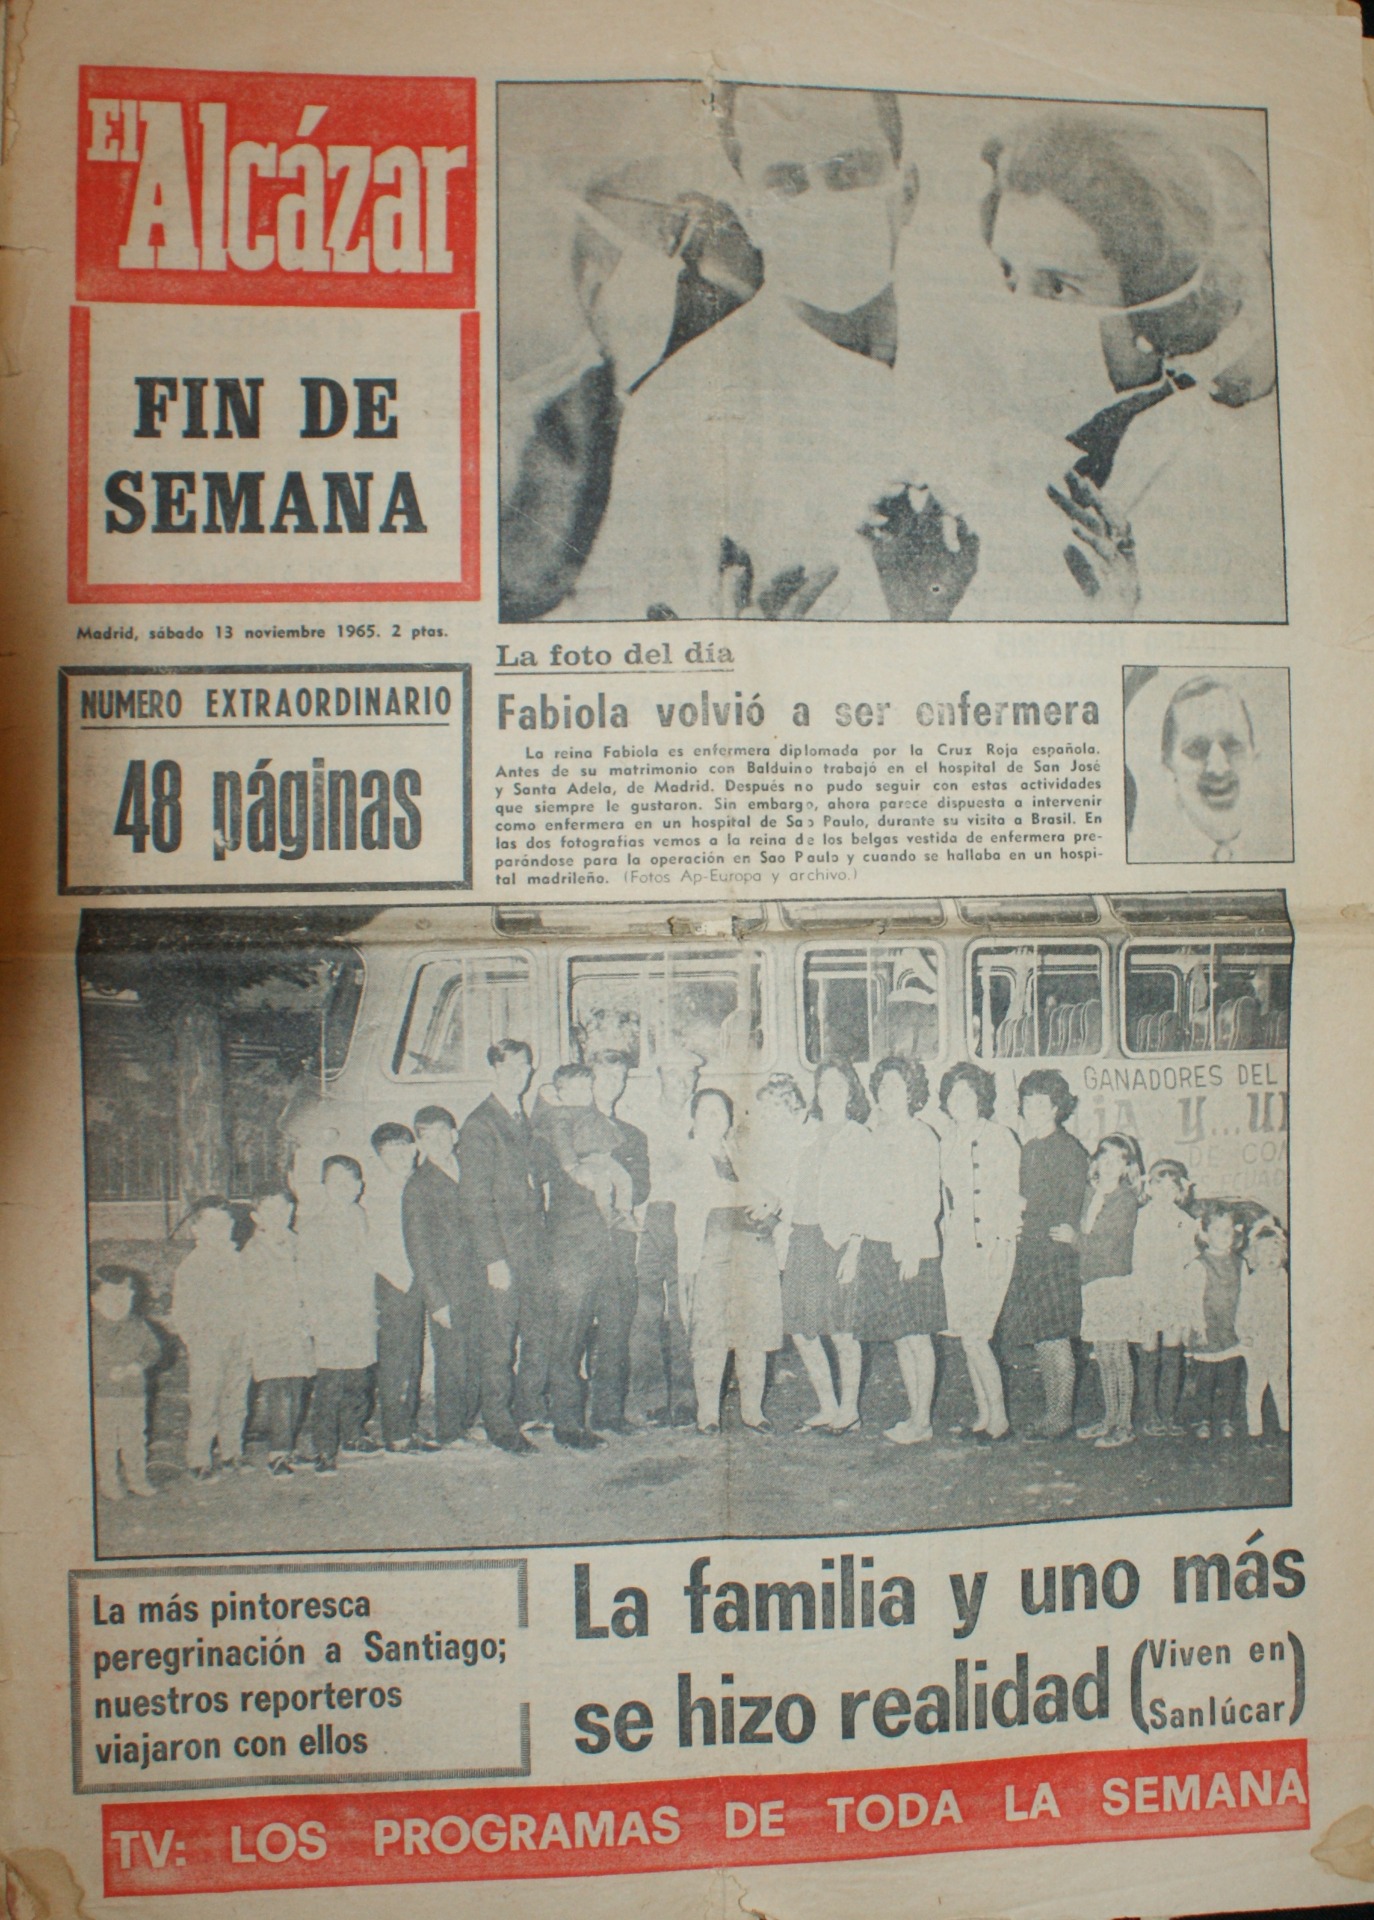 El Alcázar
FIN DE
SEMANA
Madrid, sábado 13 noviembre 1965. 2 ptas.
NUMERO EXTRAORDINARIO
48 páginas
La foto del día
Fabiola volvió a ser enfermera
La reina Fabiola es enfermera diplomada por la Cruz Roja española.
Antes de su matrimonio con Balduino trabajó en el hospital de San José
y Santa Adela, de Madrid. Después no pudo seguir con estas actividades
que siempre le gustaron. Sin embargo, ahora parece dispuesta a intervenir
como enfermera en un hospital de Sao Paulo, durante su visita a Brasil. En
las dos fotografías vemos a la reina de los belgas vestida de enfermera pre-
parándose para la operación en Sao Paulo y cuando se hallaba en un hospi-
tal madrileño. (Fotos Ap-Europa y archivo.)
GANADORES DEL
Y...UN
DE CO
ECUAD
La más pintoresca
peregrinación a Santiago;
nuestros reporteros
viajaron con ellos
La familia y uno más
se hizo realidad (Viven en
Sanlúcar)
TV: LOS PROGRAMAS DE TODA LA SEMANA